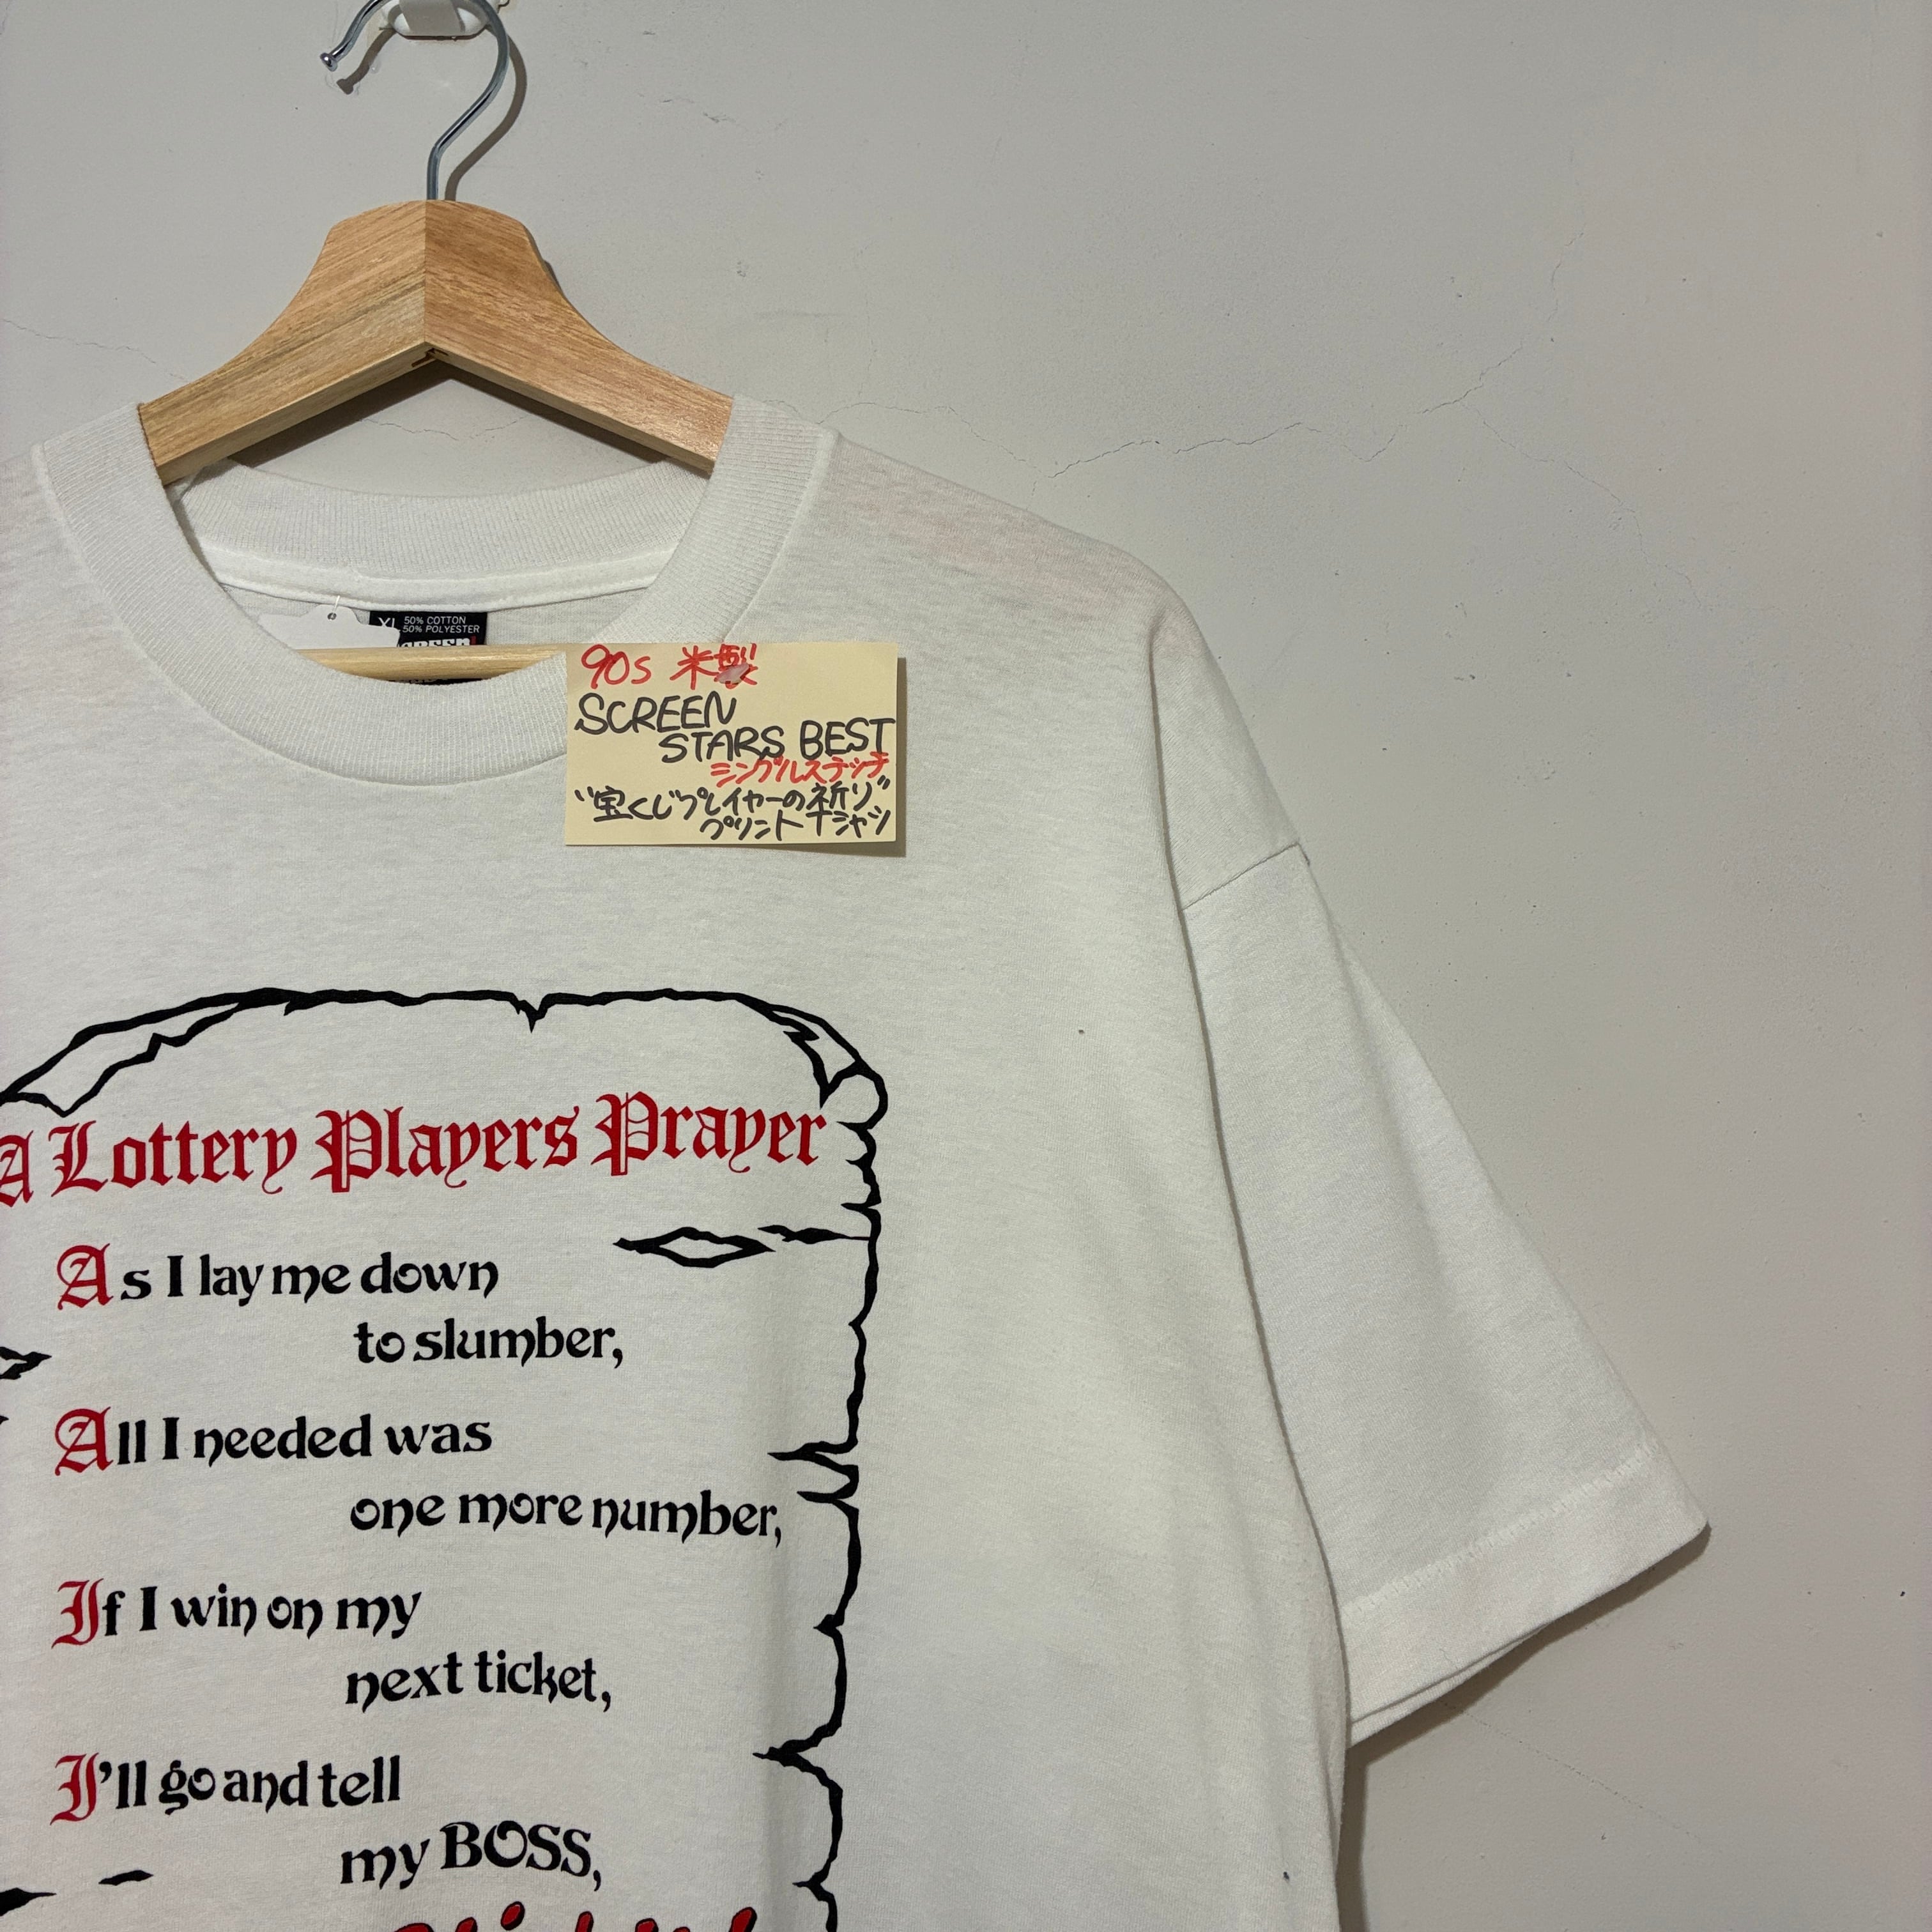 XL 50% COTTON
50% POLYESTER
SCREEN
90s 米製
SCREEN
STARS BEST
シングルステッチ
"宝くじプレイヤーの祈り"
プリントTシャツ
A Lottery Players Prayer
As I lay me down
to slumber,
All I needed was
one more number,
If I win on my
next ticket,
I'll go and tell
my BOSS,